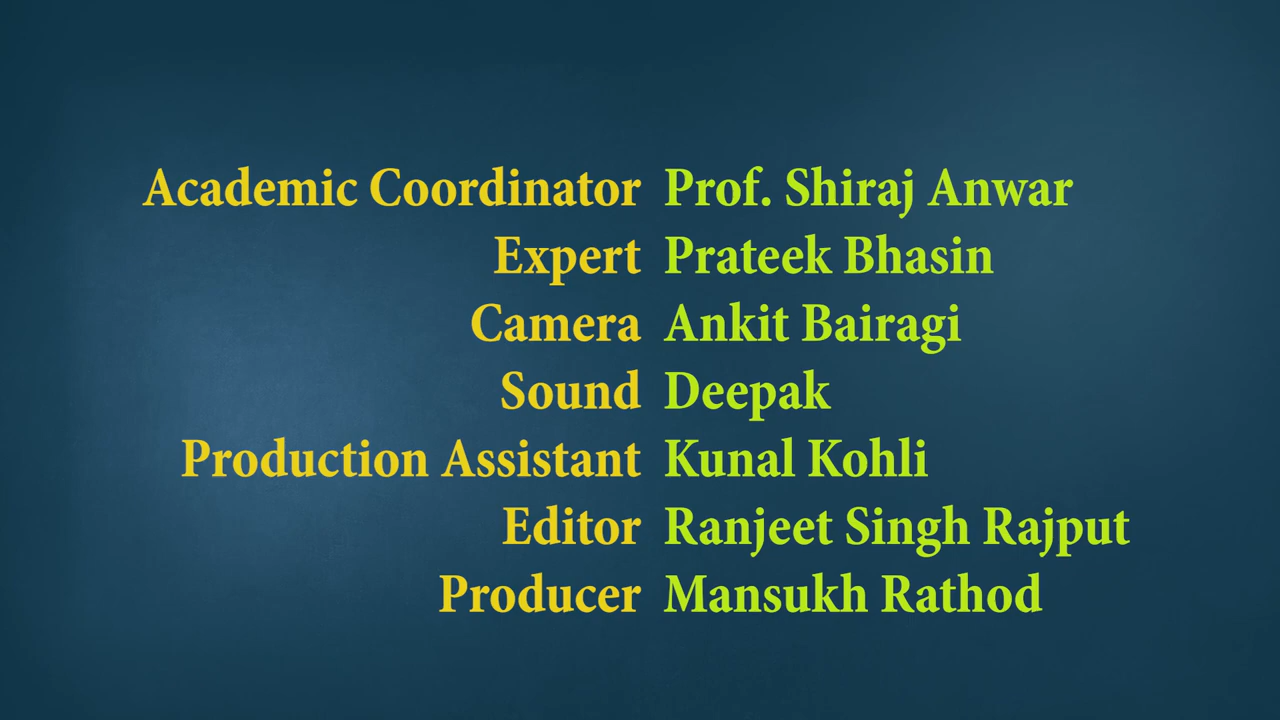 Academic Coordinator Prof. Shiraj Anwar
Expert Prateek Bhasin
Camera Ankit Bairagi
Sound Deepak
Production Assistant Kunal Kohli
Editor Ranjeet Singh Rajput
Producer Mansukh Rathod